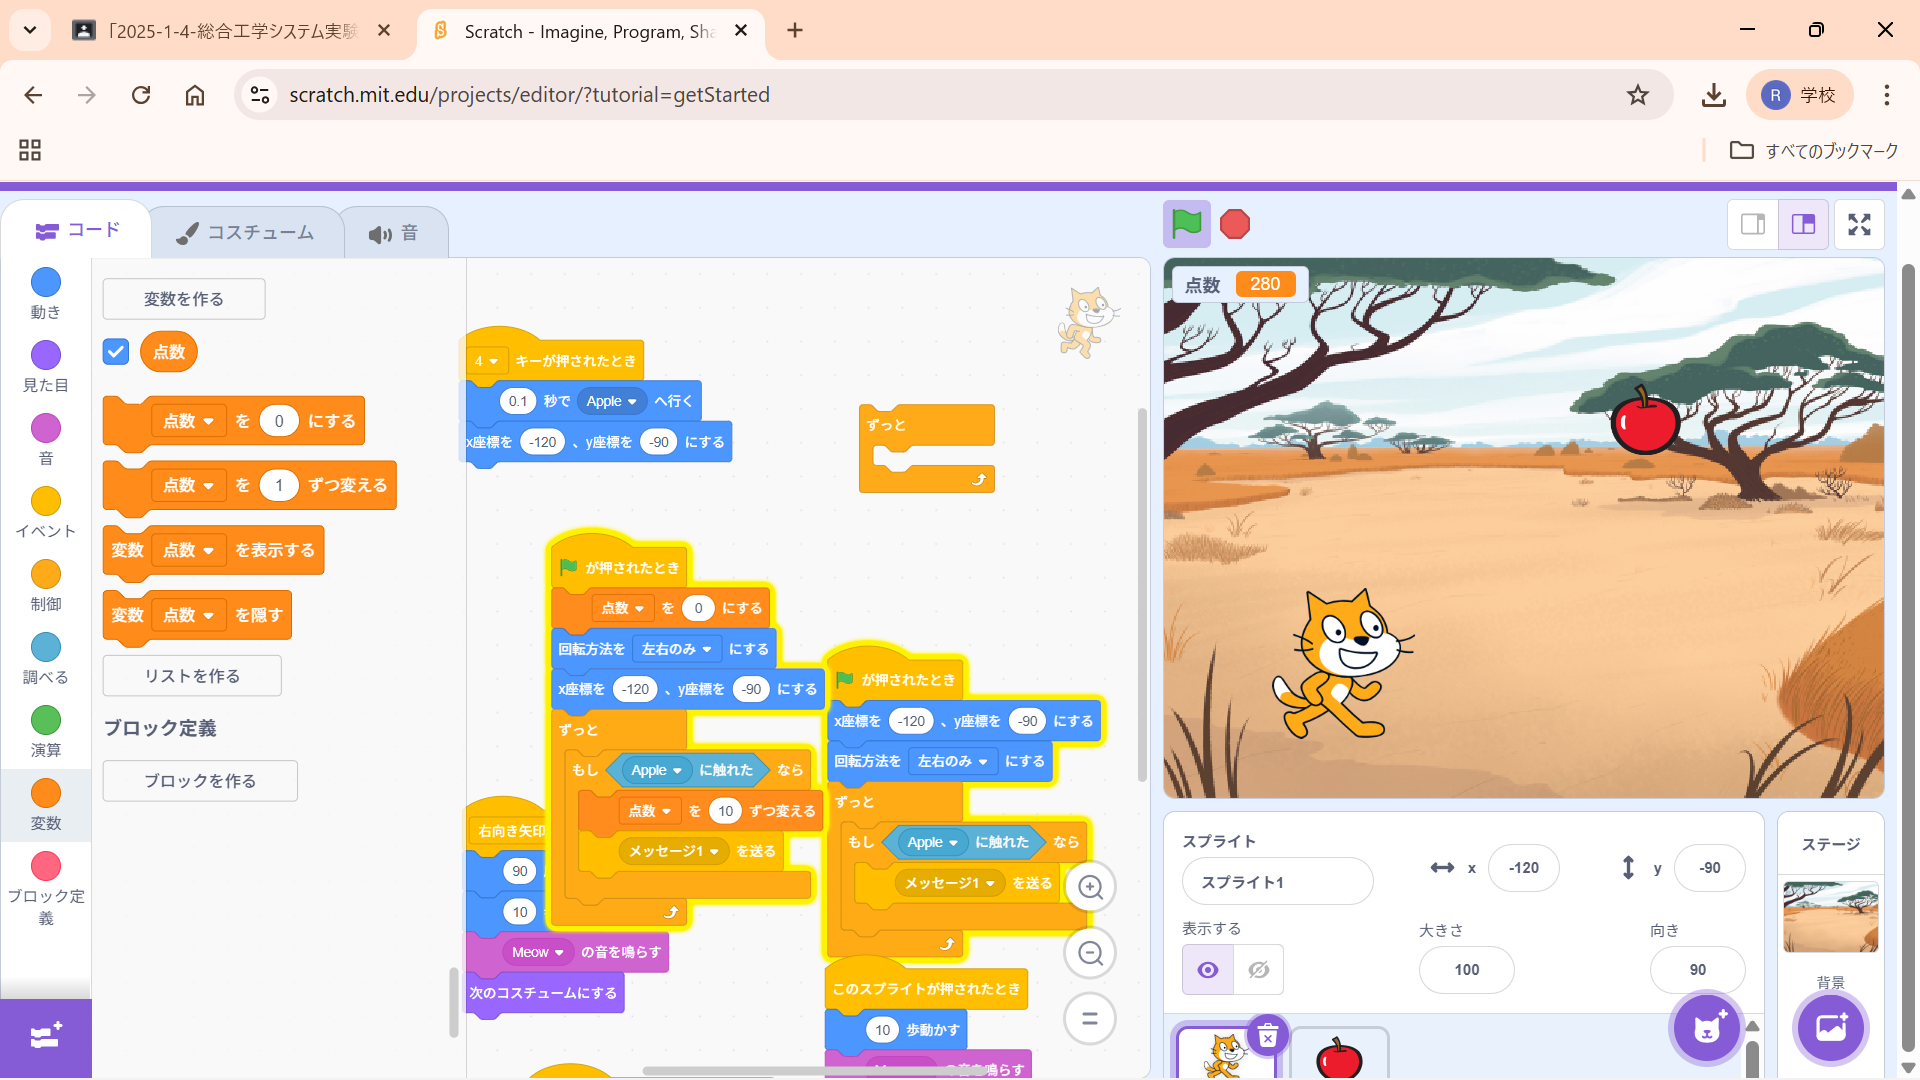 「2025-1-4-総合工学システム実験
Scratch - Imagine, Program, Sha
scratch.mit.edu/projects/editor/?tutorial=getStarted
R 学校
すべてのブックマーク
コード
コスチューム
音
動き
見た目
音
イベント
制御
調べる
演算
変数
ブロック定
義
変数を作る
点数
点数 を 0 にする
点数 を 1 ずつ変える
変数 点数 を表示する
変数 点数 を隠す
リストを作る
ブロック定義
ブロックを作る
4 キーが押されたとき
0.1 秒で Apple へ行く
x座標を -120 、y座標を -90 にする
ずっと
が押されたとき
点数 を 0 にする
回転方法を 左右のみ にする
x座標を -120 、y座標を -90 にする
ずっと
もし Apple に触れた なら
点数 を 10 ずつ変える
メッセージ1 を送る
が押されたとき
x座標を -120 、y座標を -90 にする
回転方法を 左右のみ にする
ずっと
もし Apple に触れた なら
メッセージ1 を送る
右向き矢印
90
10
Meow の音を鳴らす
次のコスチュームにする
このスプライトが押されたとき
10 歩動かす
の音を鳴らす
点数 280
スプライト
スプライト1
x -120
y -90
表示する
大きさ
100
向き
90
ステージ
背景